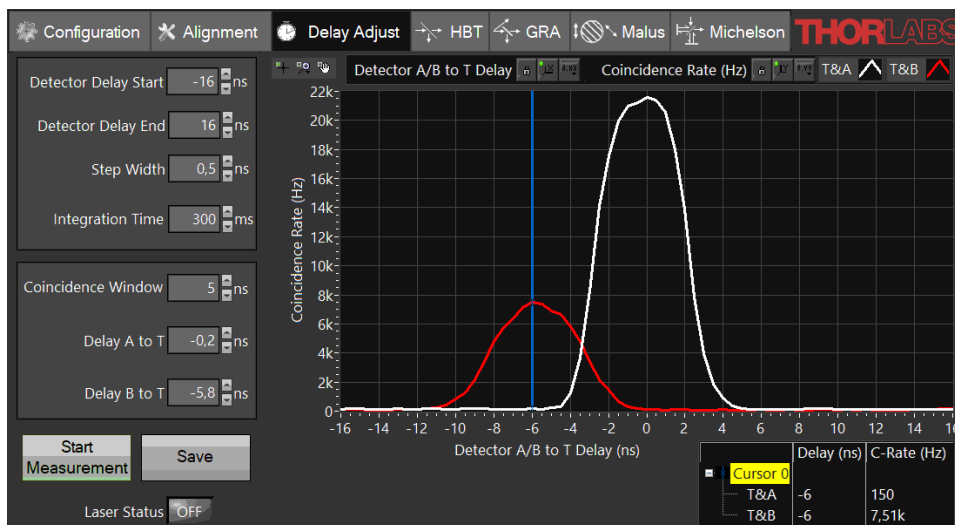 Configuration Alignment Delay Adjust HBT GRA Malus Michelson THORLABS
Detector Delay Start -16 ns
Detector Delay End 16 ns
Step Width 0,5 ns
Integration Time 300 ms
Coincidence Window 5 ns
Delay A to T -0,2 ns
Delay B to T -5,8 ns
Start
Measurement
Save
Laser Status OFF
Detector A/B to T Delay Coincidence Rate (Hz) T&A T&B
Coincidence Rate (Hz)
22k
20k
18k
16k
14k
12k
10k
8k
6k
4k
2k
0
-16 -14 -12 -10 -8 -6 -4 -2 0 2 4 6 8 10 12 14 16
Detector A/B to T Delay (ns)
Delay (ns) C-Rate (Hz)
Cursor 0
T&A -6 150
T&B -6 7,51k